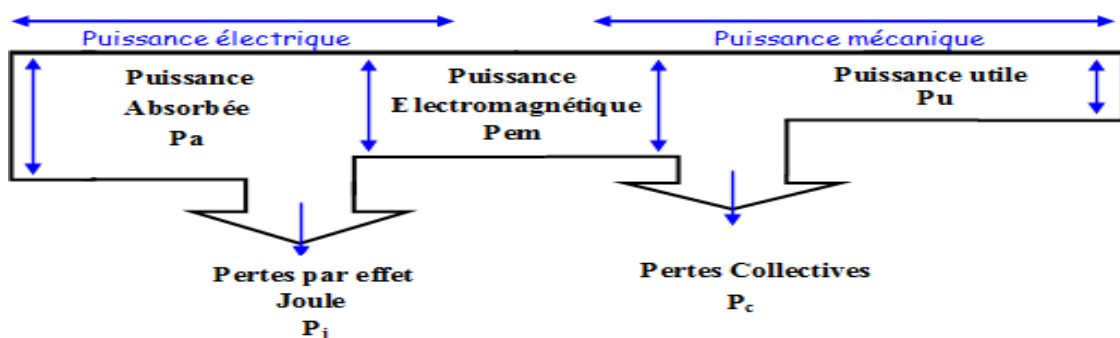 Puissance électrique
Puissance mécanique
Puissance
Absorbée
Pa
Puissance
Electromagnétique
Pem
Puissance utile
Pu
Pertes par effet
Joule
Pj
Pertes Collectives
Pc